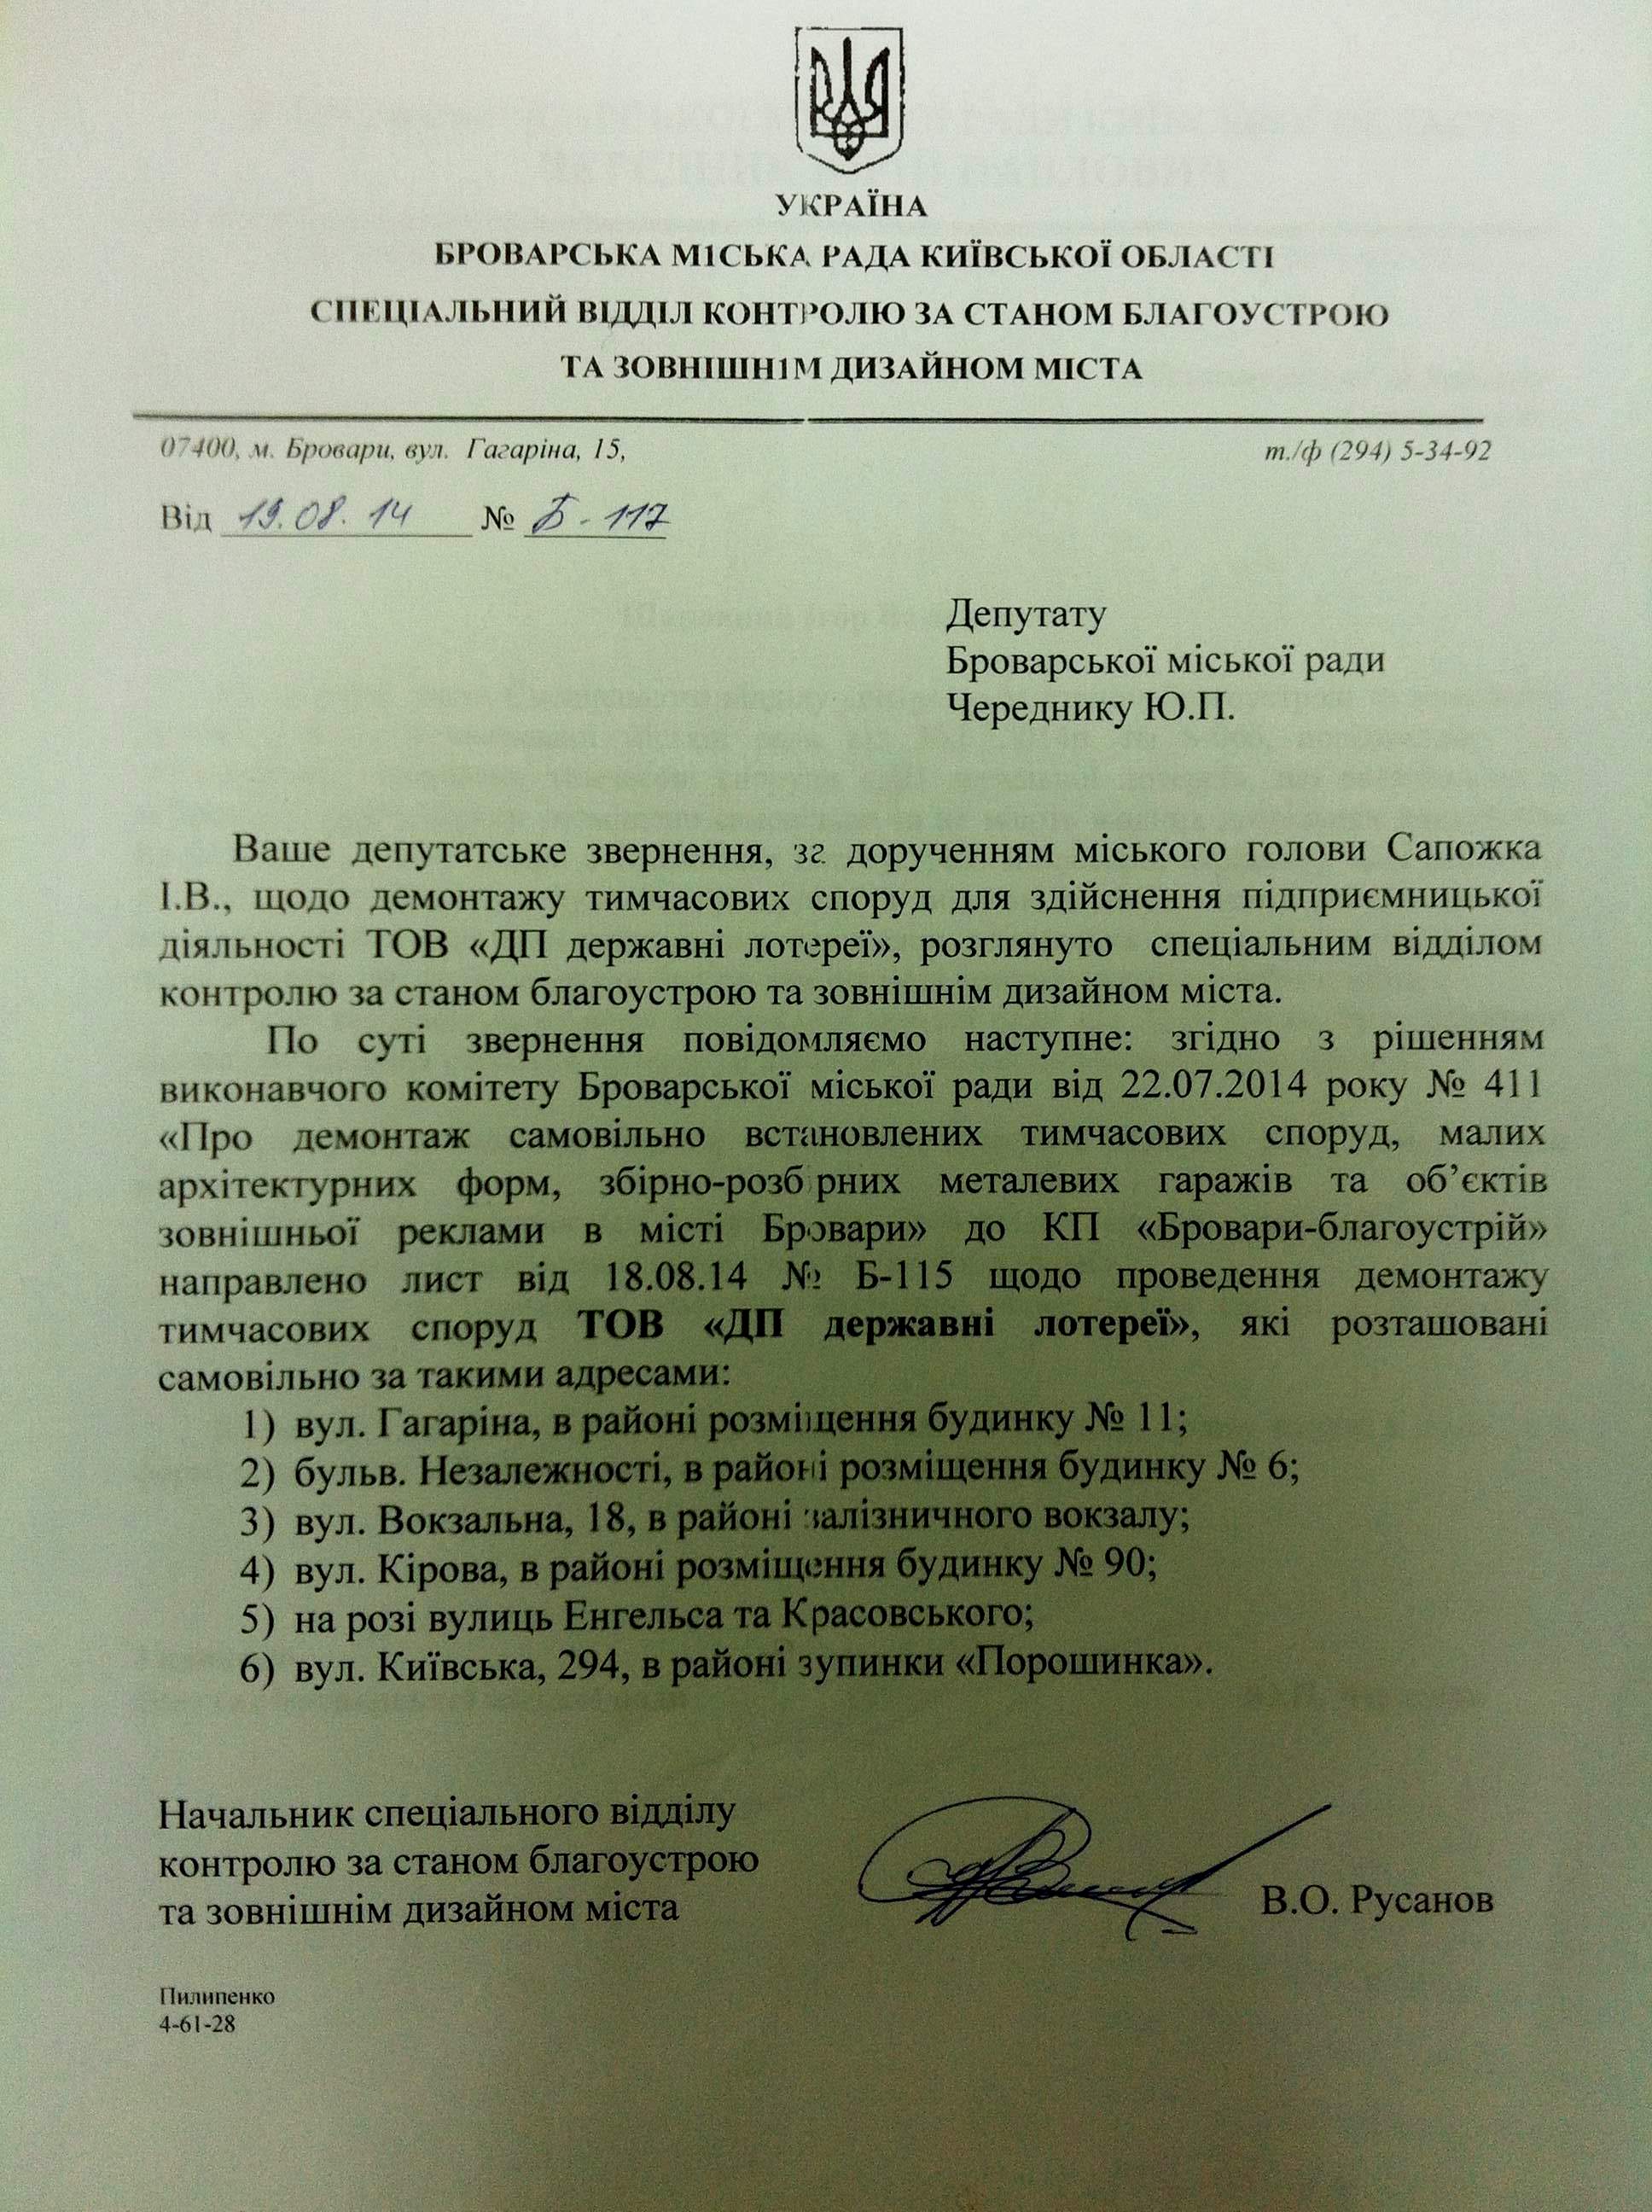 УКРАЇНА
БРОВАРСЬКА МІСЬКА РАДА КИЇВСЬКОЇ ОБЛАСТІ
СПЕЦІАЛЬНИЙ ВІДДІЛ КОНТРОЛЮ ЗА СТАНОМ БЛАГОУСТРОЮ
ТА ЗОВНІШНІМ ДИЗАЙНОМ МІСТА
07400, м. Бровари, вул. Гагаріна, 15, т./ф (294) 5-34-92
Від 19.08.14 № Б-117
Депутату
Броварської міської ради
Череднику Ю.П.
Ваше депутатське звернення, за дорученням міського голови Сапожка
І.В., щодо демонтажу тимчасових споруд для здійснення підприємницької
діяльності ТОВ «ДП державні лотереї», розглянуто спеціальним відділом
контролю за станом благоустрою та зовнішнім дизайном міста.
По суті звернення повідомляємо наступне: згідно з рішенням
виконавчого комітету Броварської міської ради від 22.07.2014 року № 411
«Про демонтаж самовільно встановлених тимчасових споруд, малих
архітектурних форм, збірно-розбірних металевих гаражів та об’єктів
зовнішньої реклами в місті Бровари» до КП «Бровари-благоустрій»
направлено лист від 18.08.14 № Б-115 щодо проведення демонтажу
тимчасових споруд ТОВ «ДП державні лотереї», які розташовані
самовільно за такими адресами:
1) вул. Гагаріна, в районі розміщення будинку № 11;
2) бульв. Незалежності, в районі розміщення будинку № 6;
3) вул. Вокзальна, 18, в районі залізничного вокзалу;
4) вул. Кірова, в районі розміщення будинку № 90;
5) на розі вулиць Енгельса та Красовського;
6) вул. Київська, 294, в районі зупинки «Порошинка».
Начальник спеціального відділу
контролю за станом благоустрою
та зовнішнім дизайном міста В.О. Русанов
Пилипенко
4-61-28